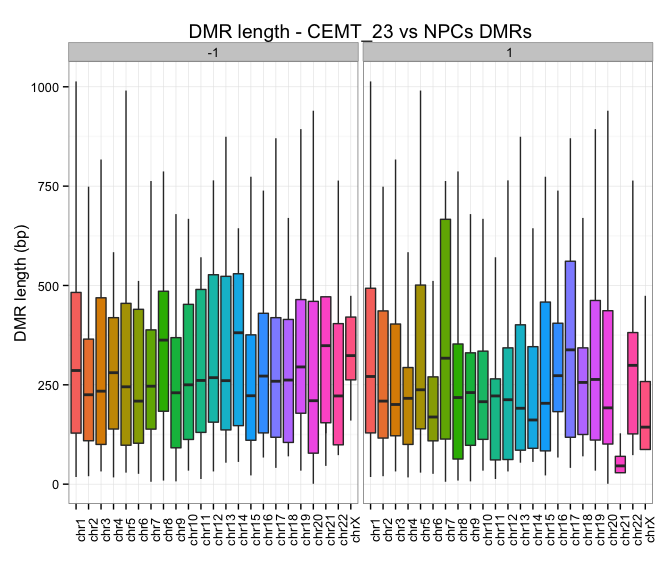 DMR length - CEMT_23 vs NPCs DMRs
-1
1
DMR length (bp)
1000
750
500
250
0
chr1
chr2
chr3
chr4
chr5
chr6
chr7
chr8
chr9
chr10
chr11
chr12
chr13
chr14
chr15
chr16
chr17
chr18
chr19
chr20
chr21
chr22
chrX
chr1
chr2
chr3
chr4
chr5
chr6
chr7
chr8
chr9
chr10
chr11
chr12
chr13
chr14
chr15
chr16
chr17
chr18
chr19
chr20
chr21
chr22
chrX